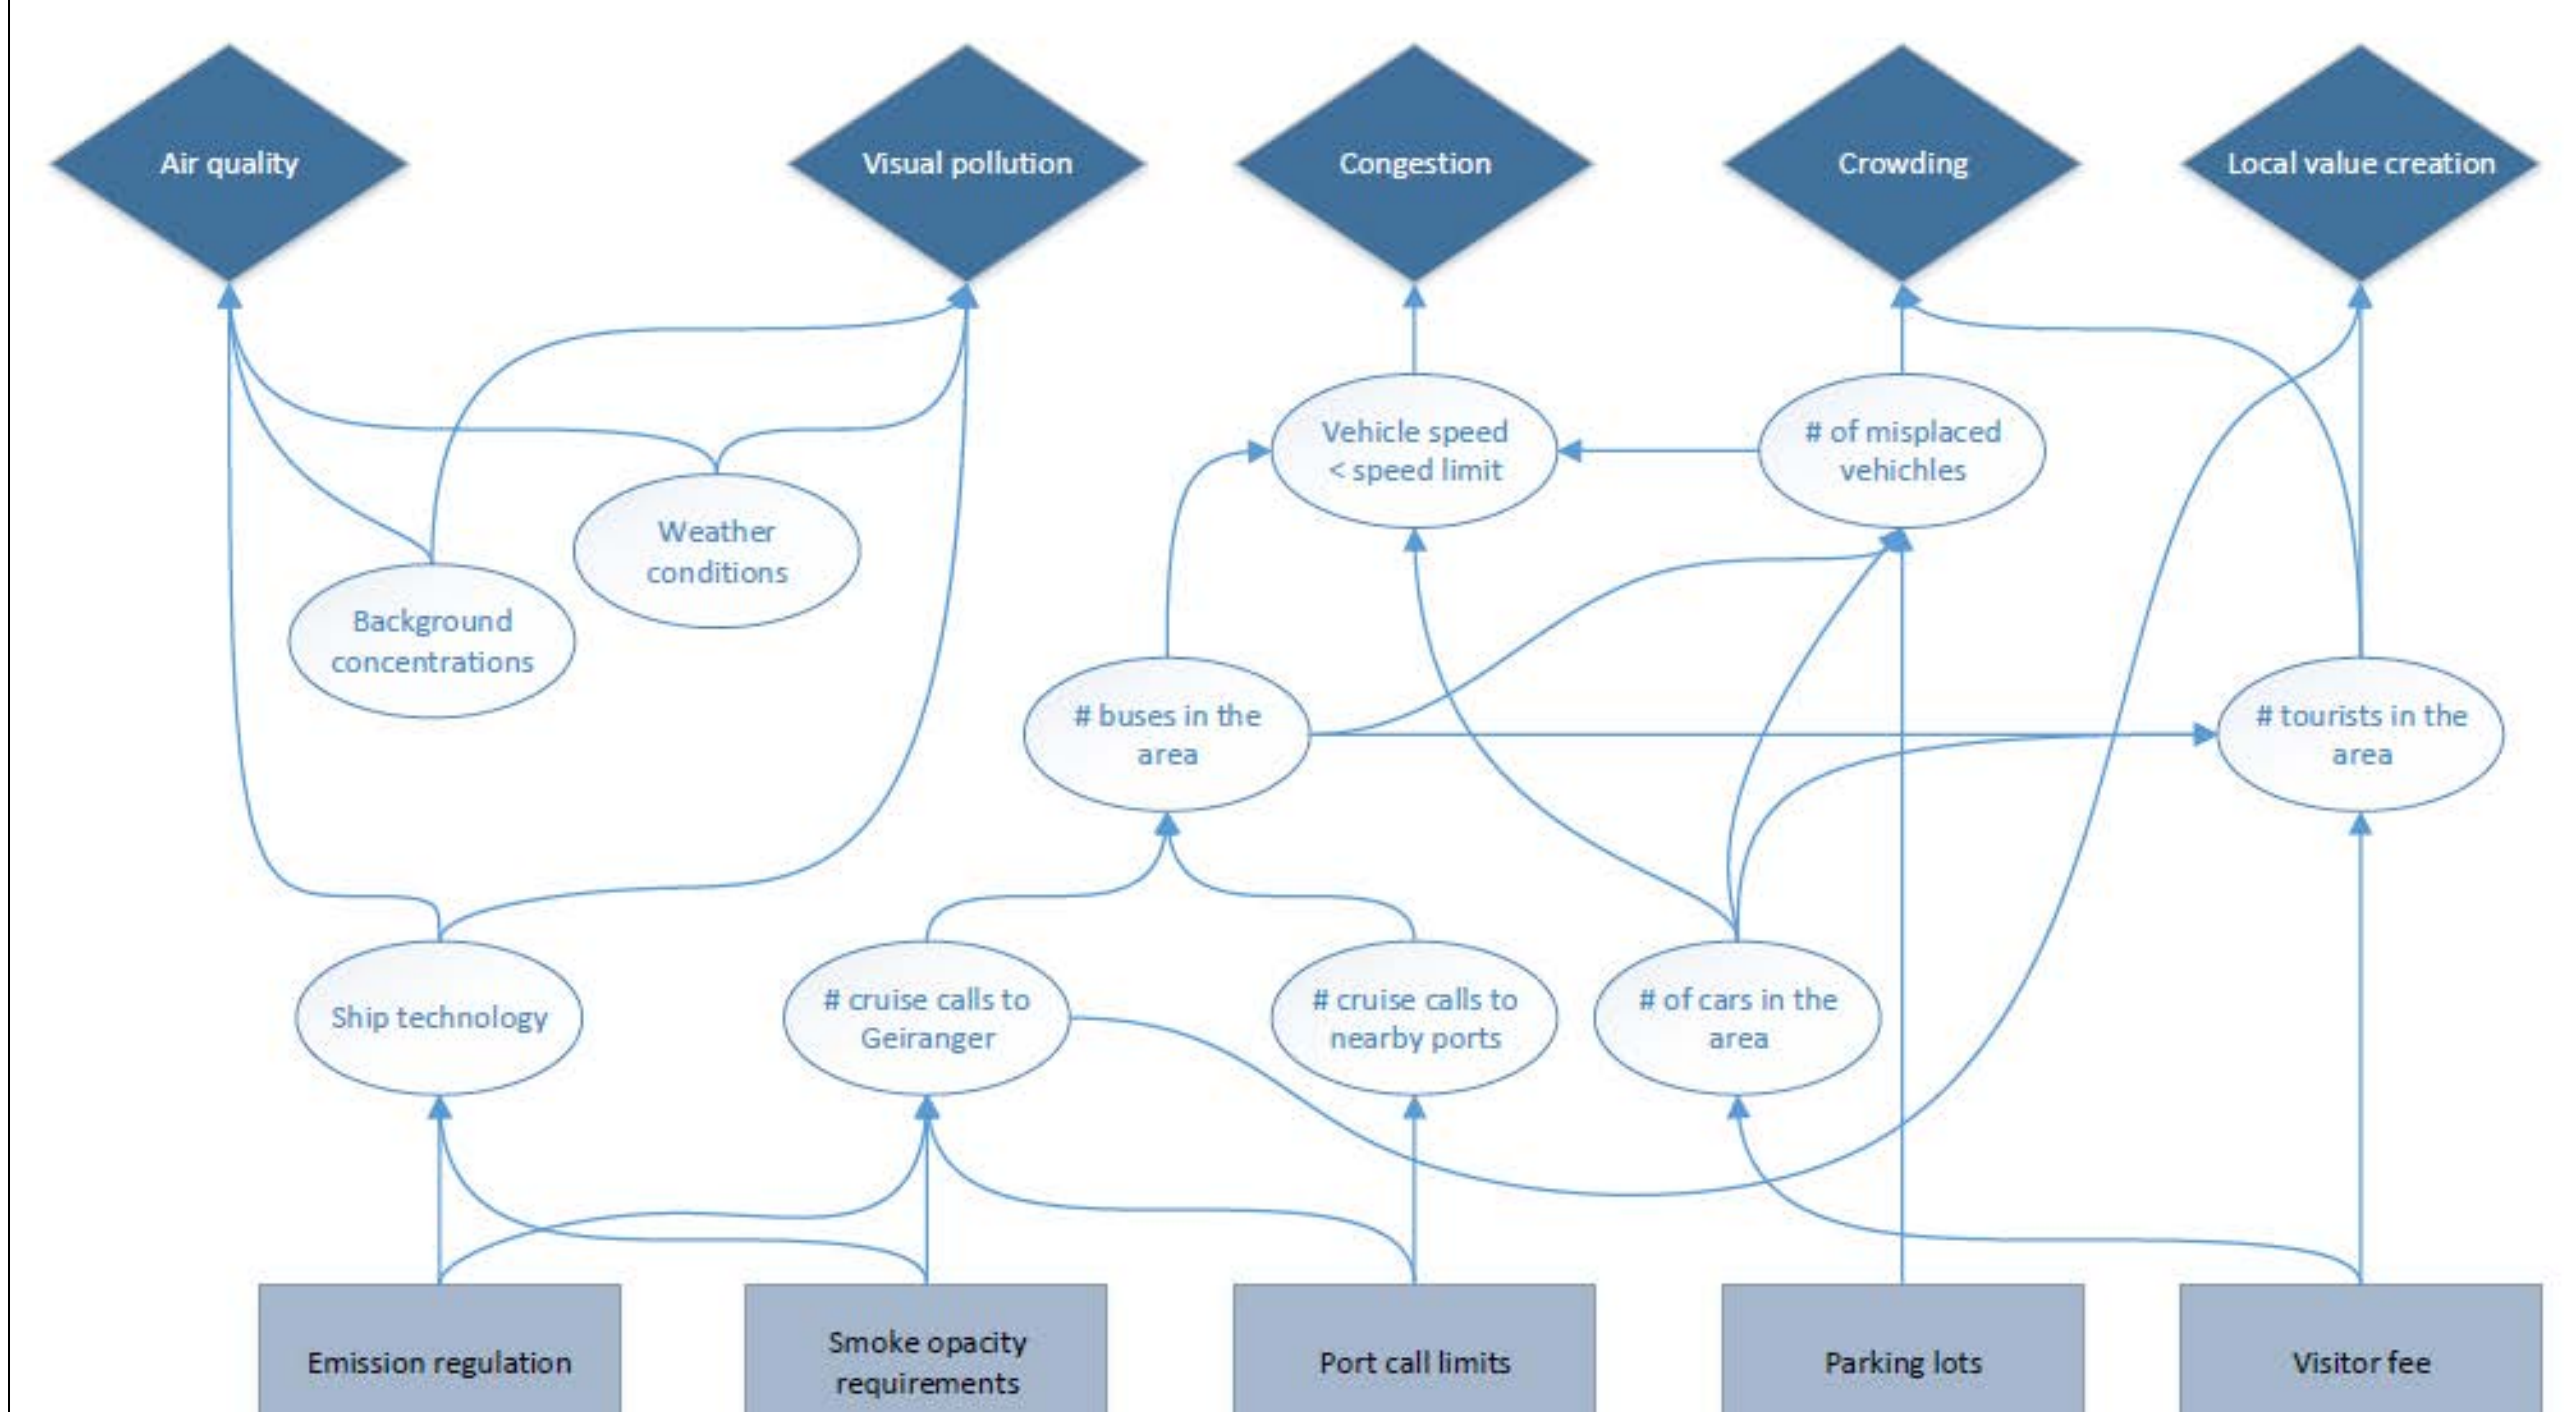 Air quality
Visual pollution
Congestion
Crowding
Local value creation
Vehicle speed
< speed limit
# of misplaced
vehichles
Weather
conditions
Background
concentrations
# buses in the
area
# tourists in the
area
Ship technology
# cruise calls to
Geiranger
# cruise calls to
nearby ports
# of cars in the
area
Emission regulation
Smoke opacity
requirements
Port call limits
Parking lots
Visitor fee